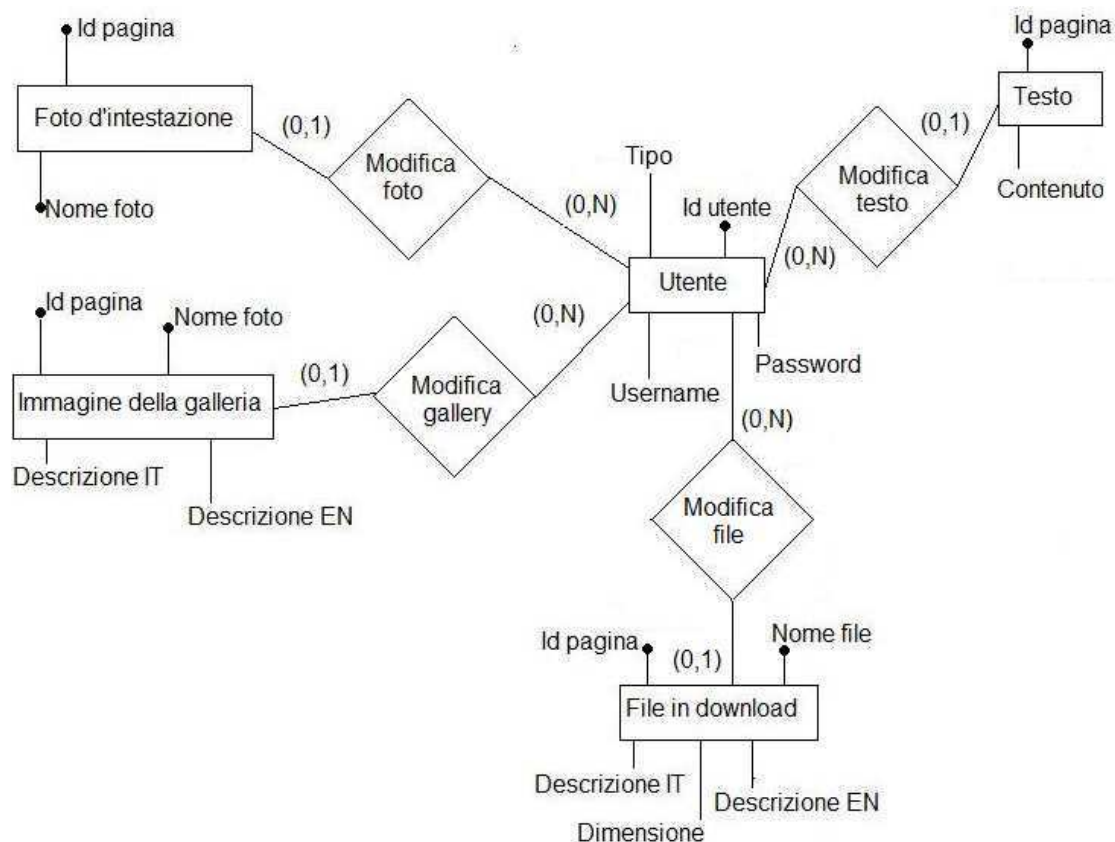 Id pagina
Foto d'intestazione
Nome foto
(0,1)
Modifica
foto
(0,N)
Id pagina
Testo
Contenuto
(0,1)
Modifica
testo
(0,N)
Tipo
Id utente
Utente
Username
Password
Id pagina
Nome foto
Immagine della galleria
Descrizione IT
Descrizione EN
(0,1)
Modifica
gallery
(0,N)
(0,N)
Modifica
file
(0,1)
Id pagina
Nome file
File in download
Descrizione IT
Dimensione
Descrizione EN